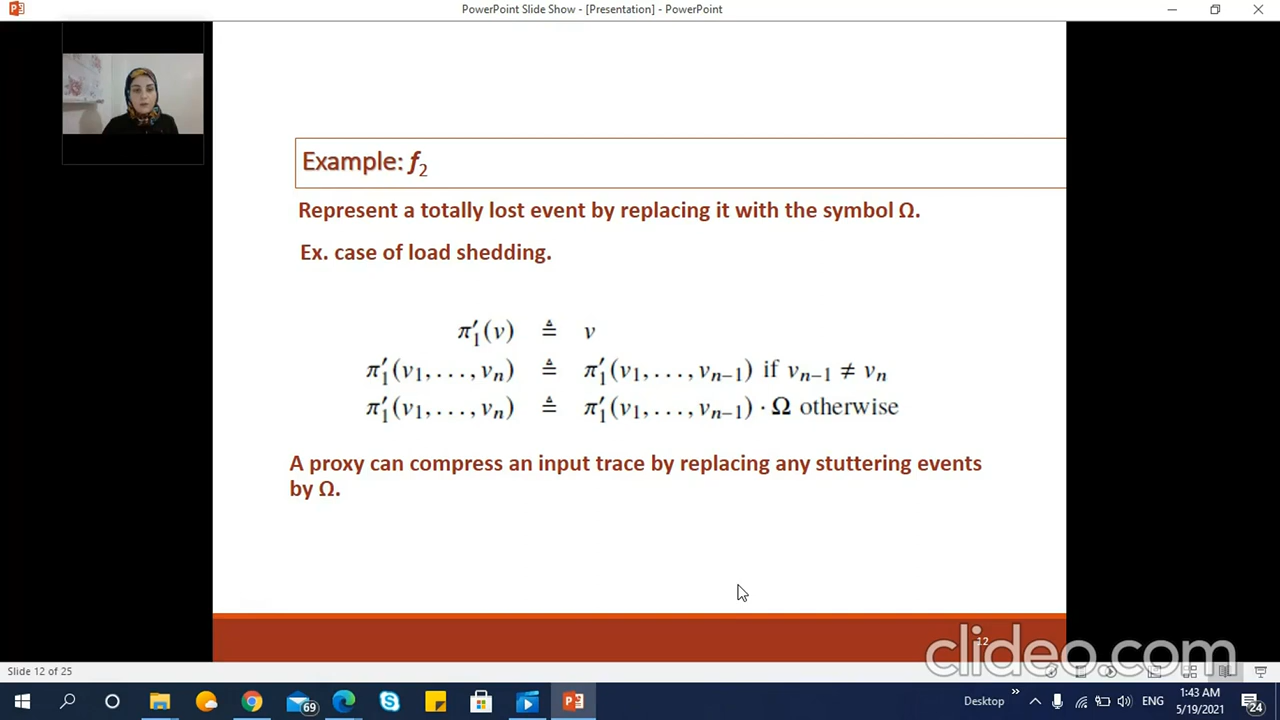 PowerPoint Slide Show - [Presentation] - PowerPoint
Example: f₂
Represent a totally lost event by replacing it with the symbol Ω.
Ex. case of load shedding.
π′₁(v) ≜ v
π′₁(v₁, . . . , vₙ) ≜ π′₁(v₁, . . . , vₙ₋₁) if vₙ₋₁ ≠ vₙ
π′₁(v₁, . . . , vₙ) ≜ π′₁(v₁, . . . , vₙ₋₁) · Ω otherwise
A proxy can compress an input trace by replacing any stuttering events
by Ω.
12
clideo.com
Slide 12 of 25
69
Desktop
ENG
1:43 AM
5/19/2021
24